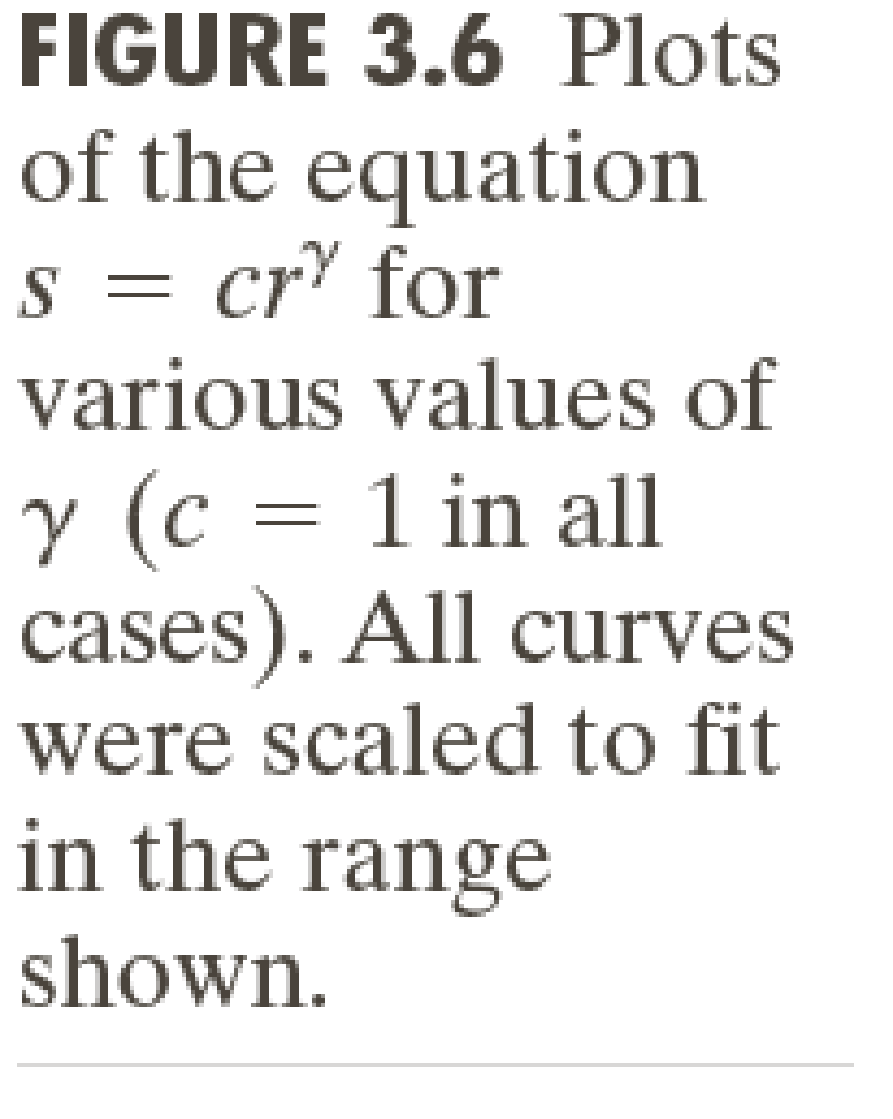 FIGURE 3.6 Plots
of the equation
s = crᵞ for
various values of
γ (c = 1 in all
cases). All curves
were scaled to fit
in the range
shown.